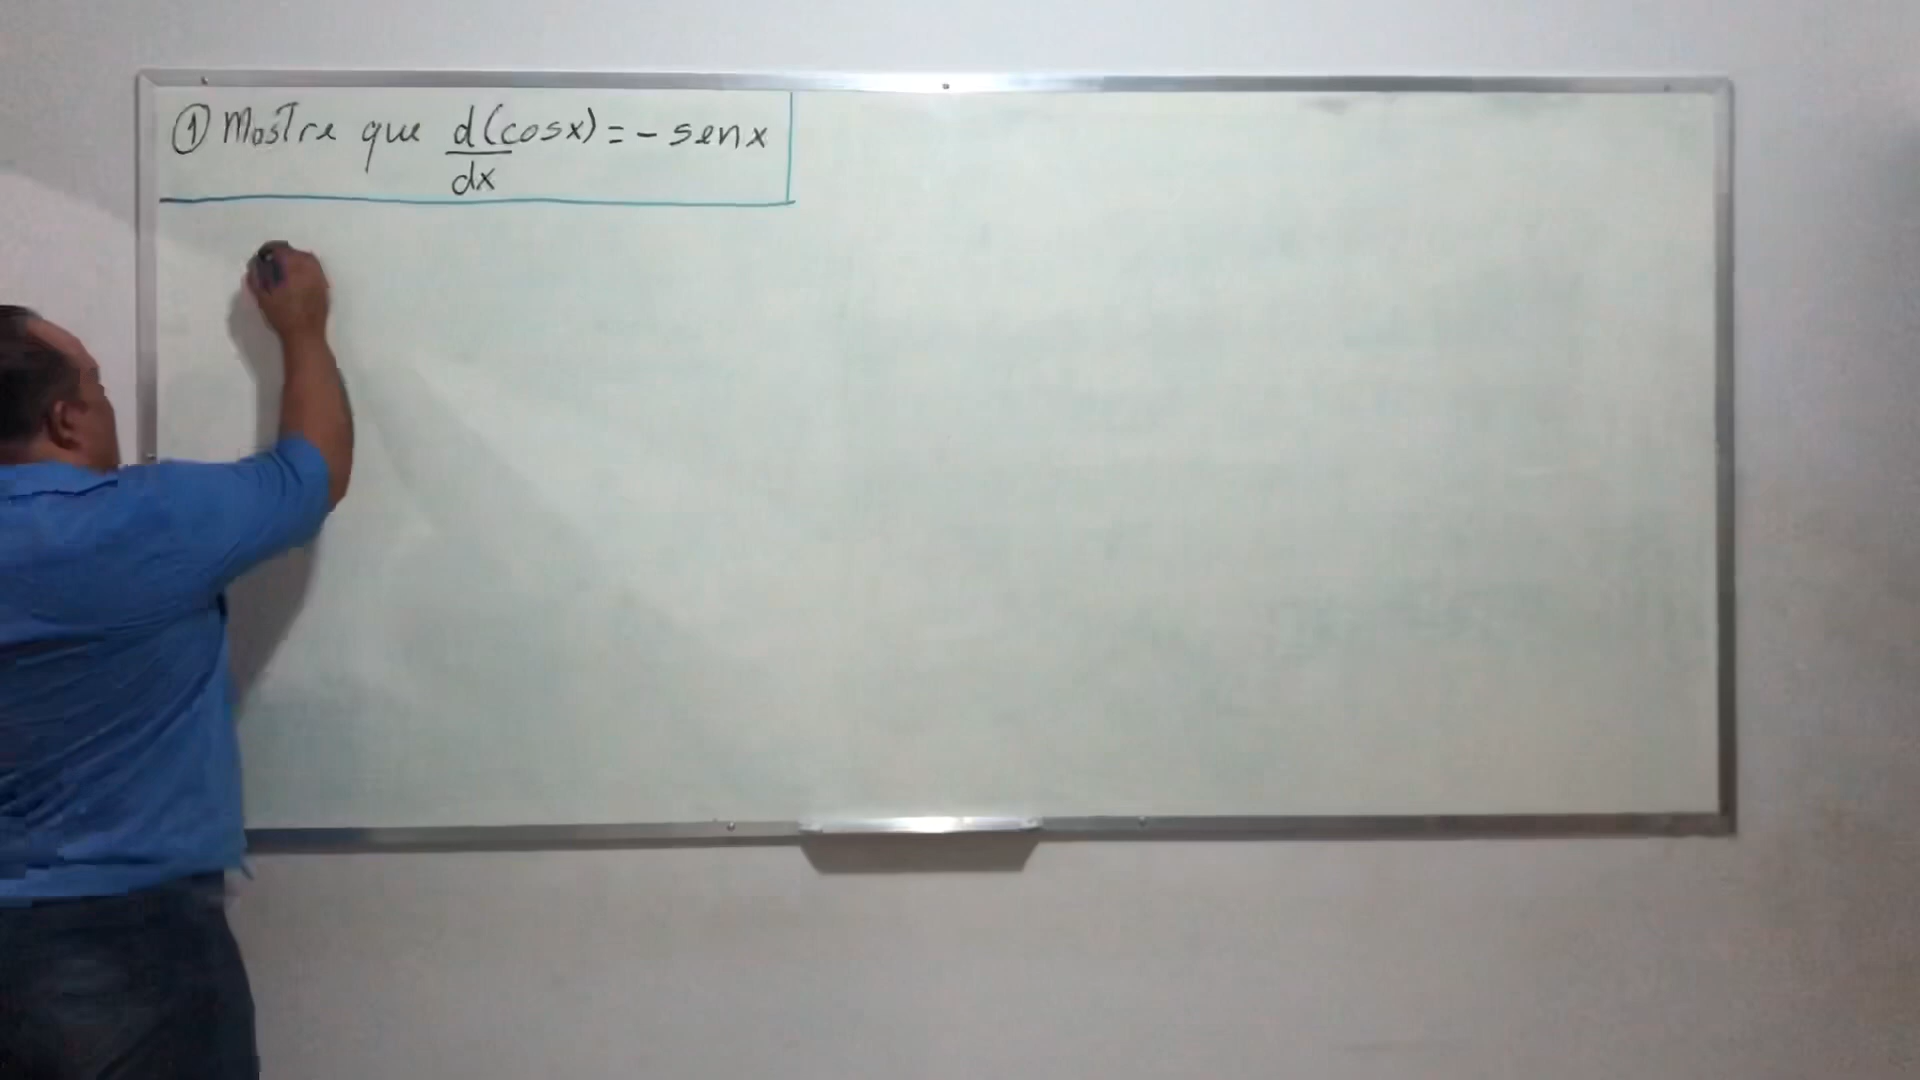 ① Mostre que d(cosx) = - senx
dx